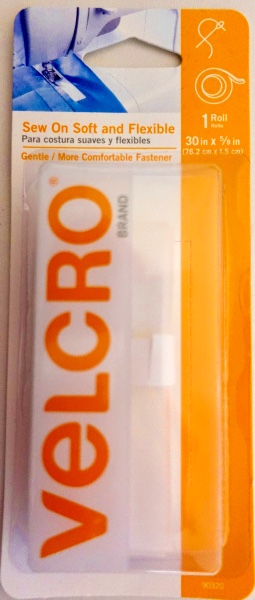 Sew On Soft and Flexible
Para costura suaves y flexibles
Gentle / More Comfortable Fastener
1 Roll
30 in x 5/8 in
(76.2 cm x 1.5 cm)
VELCRO®
BRAND